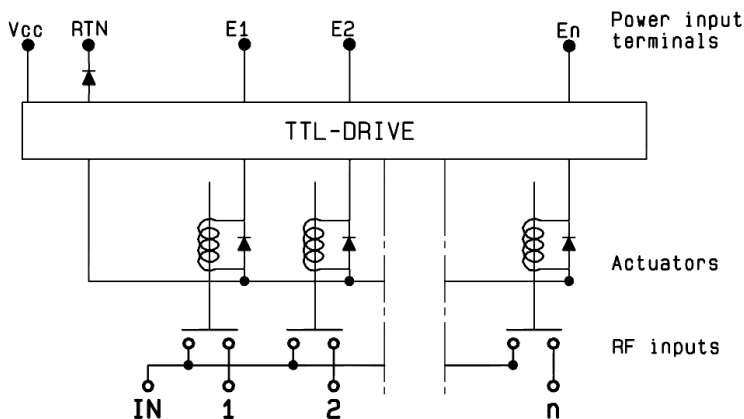 Vcc RTN E1 E2 En Power input
terminals
TTL-DRIVE
Actuators
RF inputs
IN 1 2 n